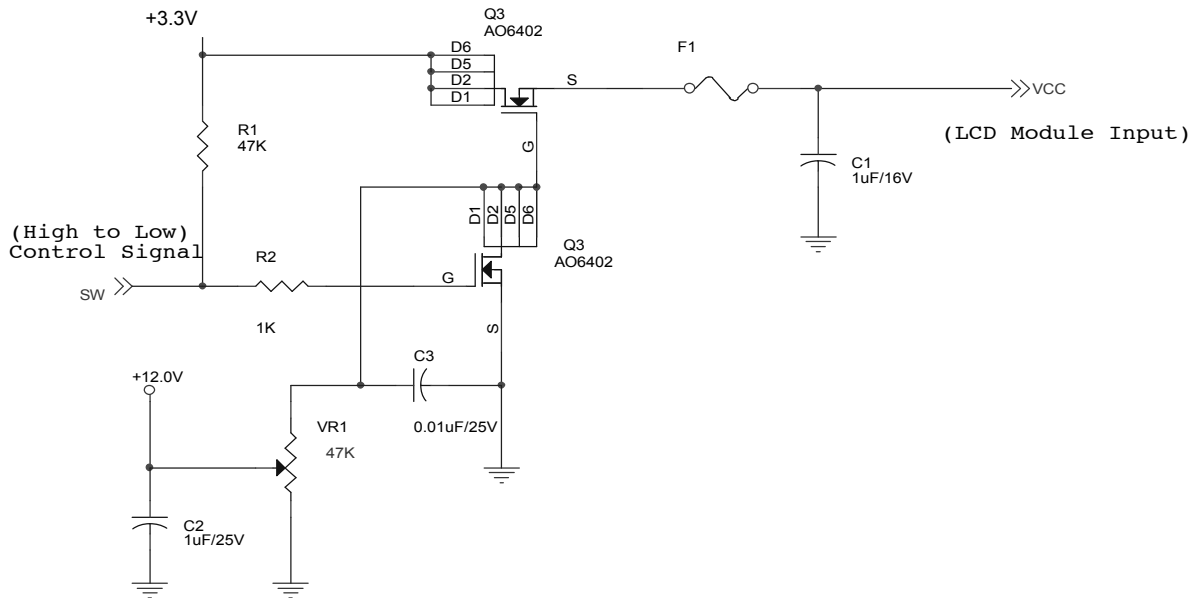 Q3
AO6402
+3.3V
D6
D5
D2
D1
S
F1
VCC
(LCD Module Input)
R1
47K
G
C1
1uF/16V
D1
D2
D5
D6
(High to Low)
Control Signal
Q3
AO6402
R2
G
SW
1K
S
C3
+12.0V
VR1
47K
0.01uF/25V
C2
1uF/25V